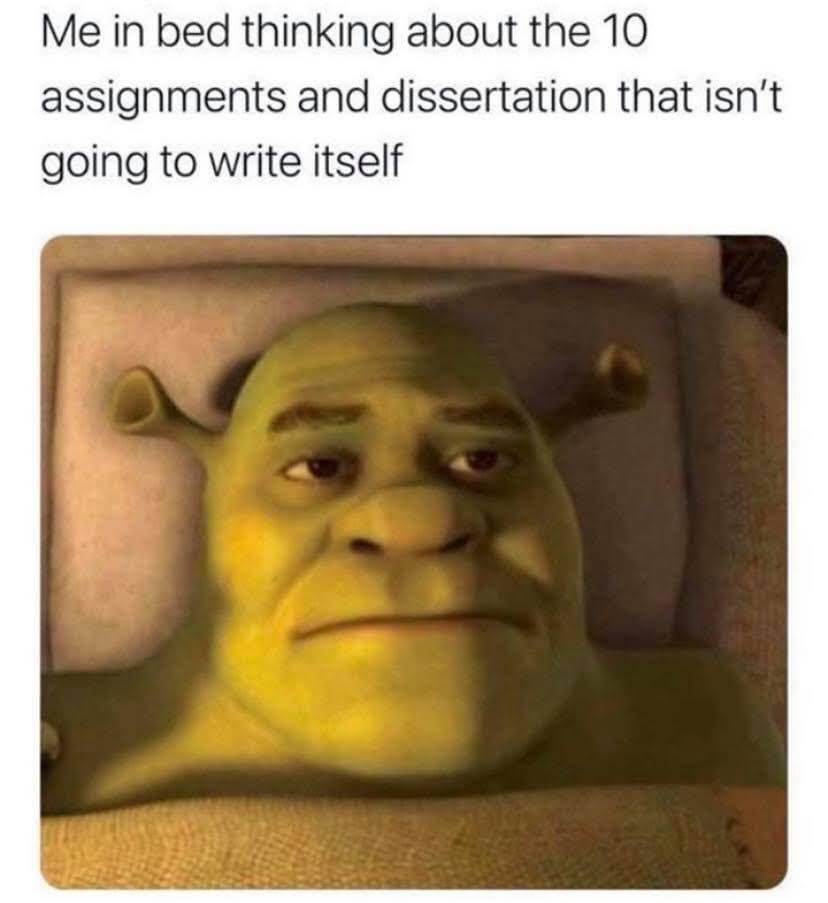 Me in bed thinking about the 10
assignments and dissertation that isn’t
going to write itself